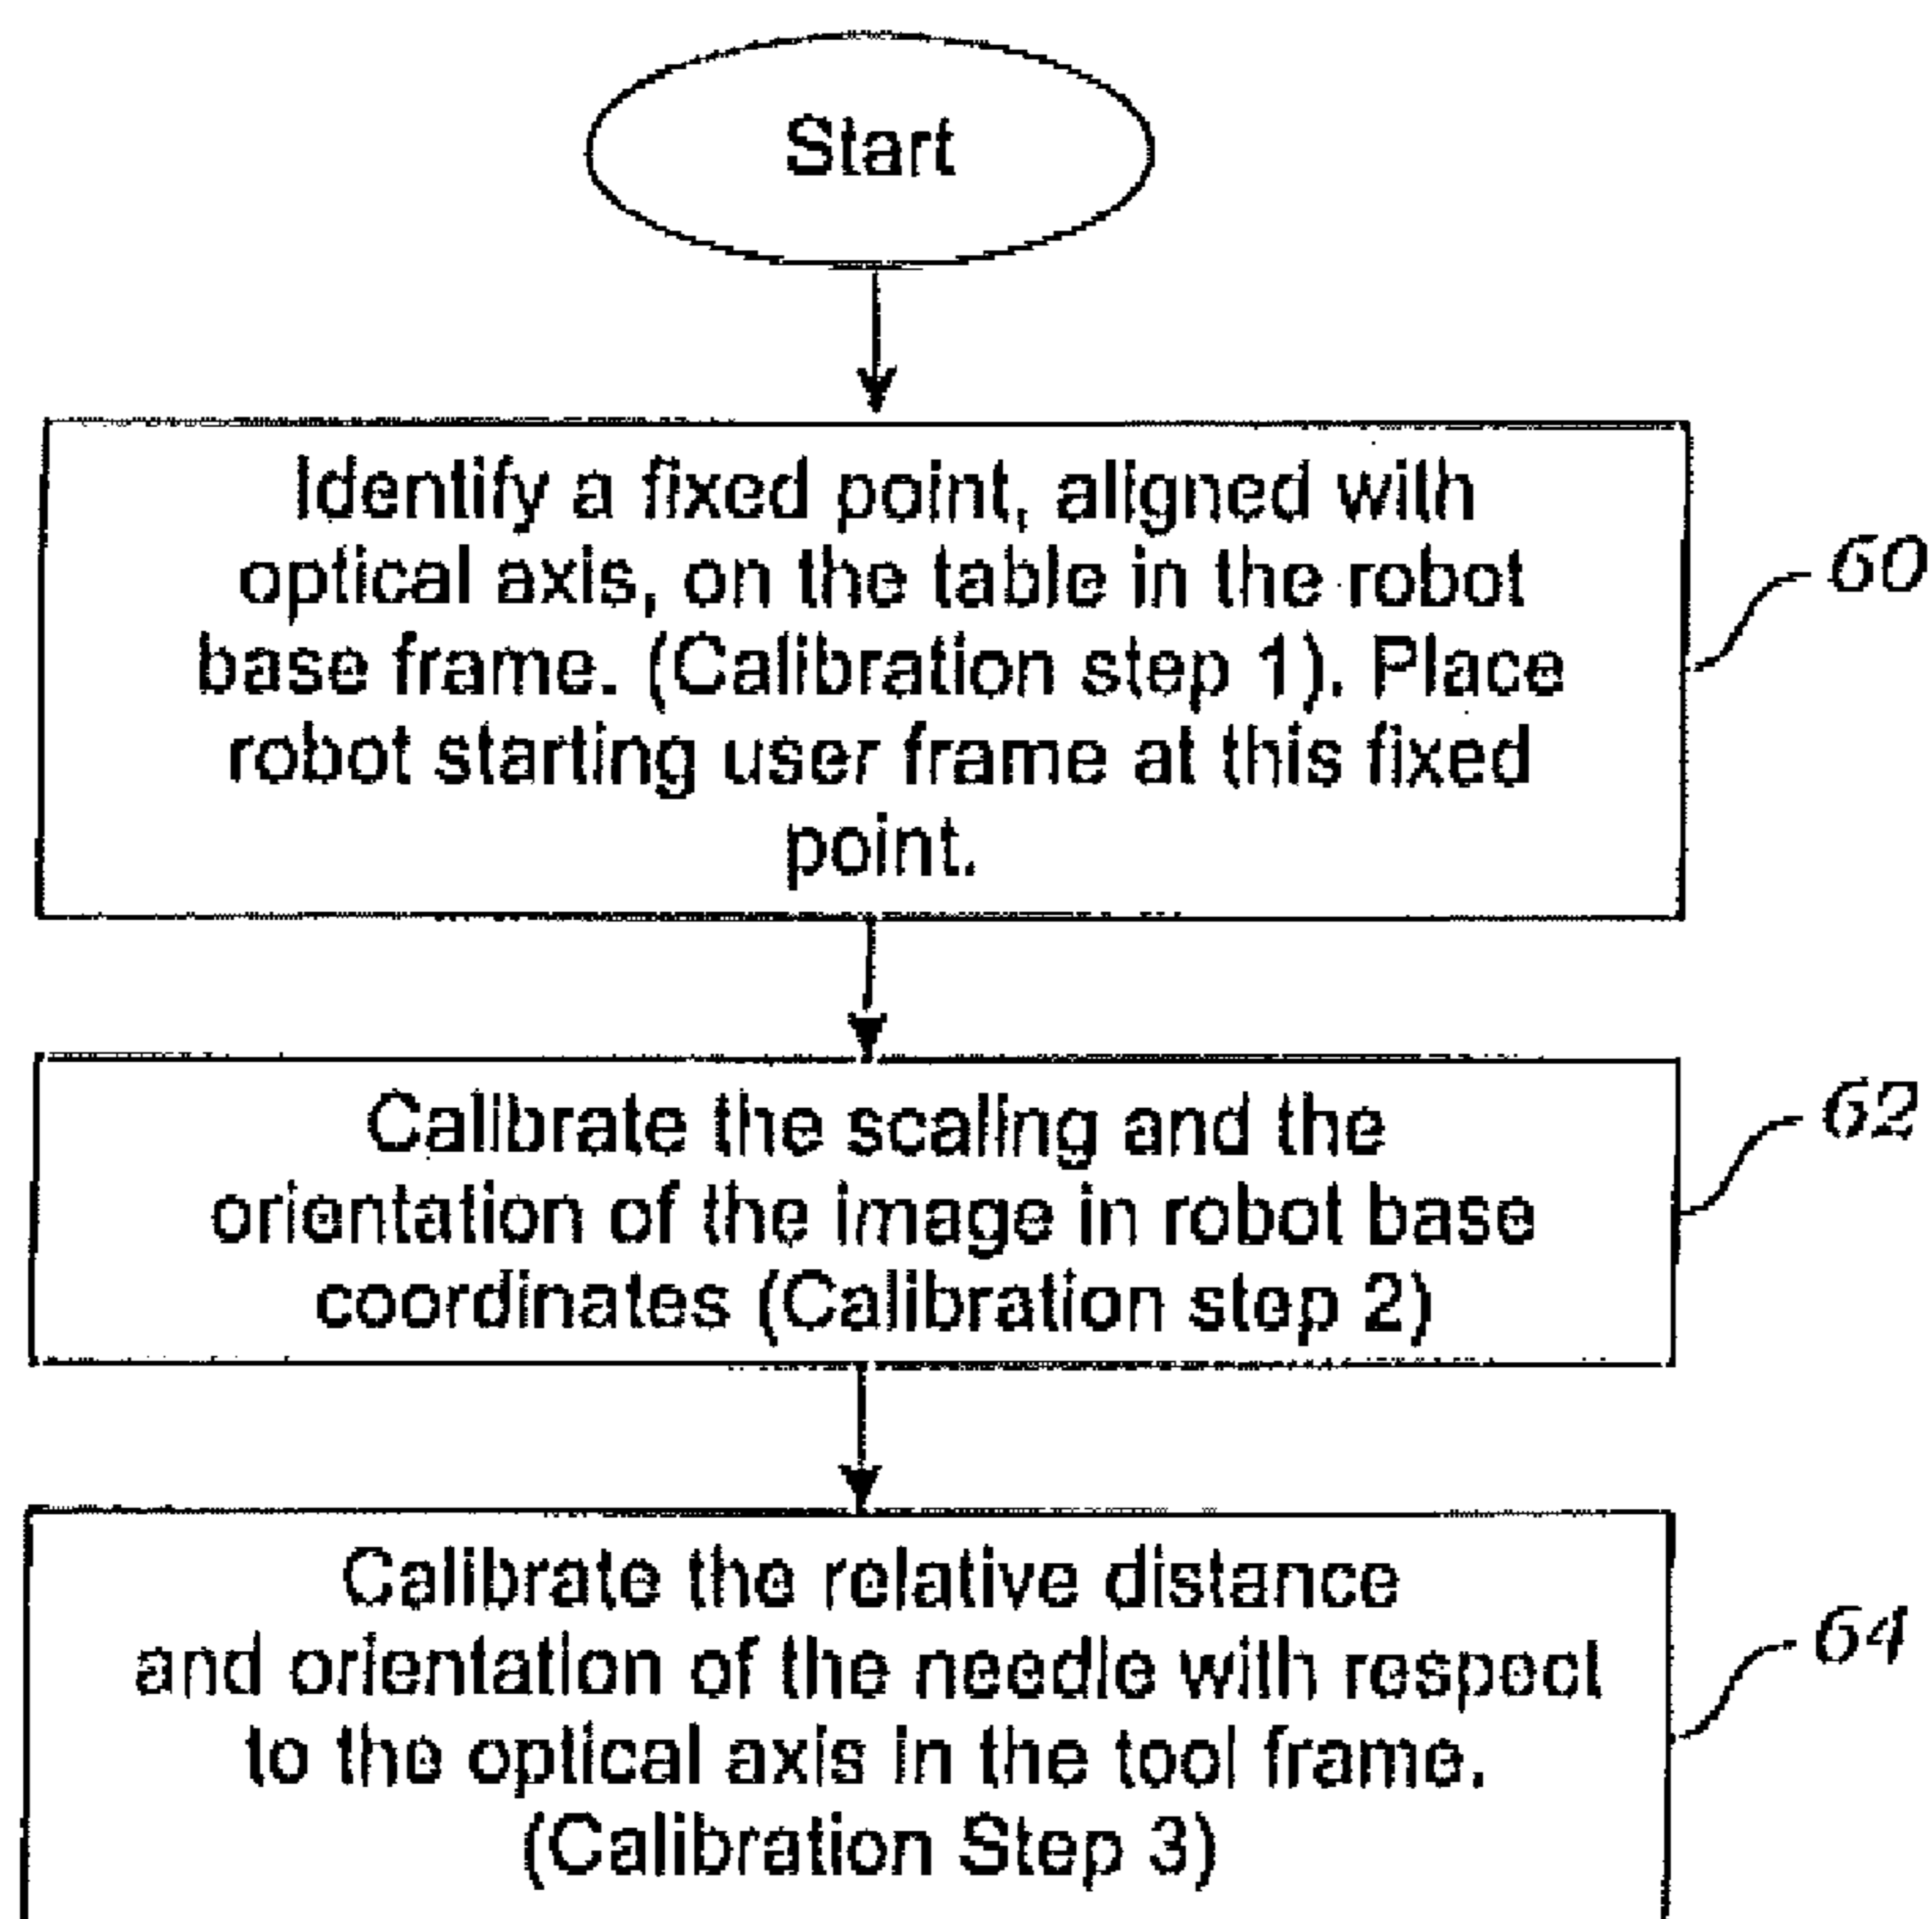 Start
Identify a fixed point, aligned with
optical axis, on the table in the robot
base frame. (Calibration step 1). Place
robot starting user frame at this fixed
point.
60
Calibrate the scaling and the
orientation of the image in robot base
coordinates (Calibration step 2)
62
Calibrate the relative distance
and orientation of the needle with respect
to the optical axis in the tool frame.
(Calibration Step 3)
64